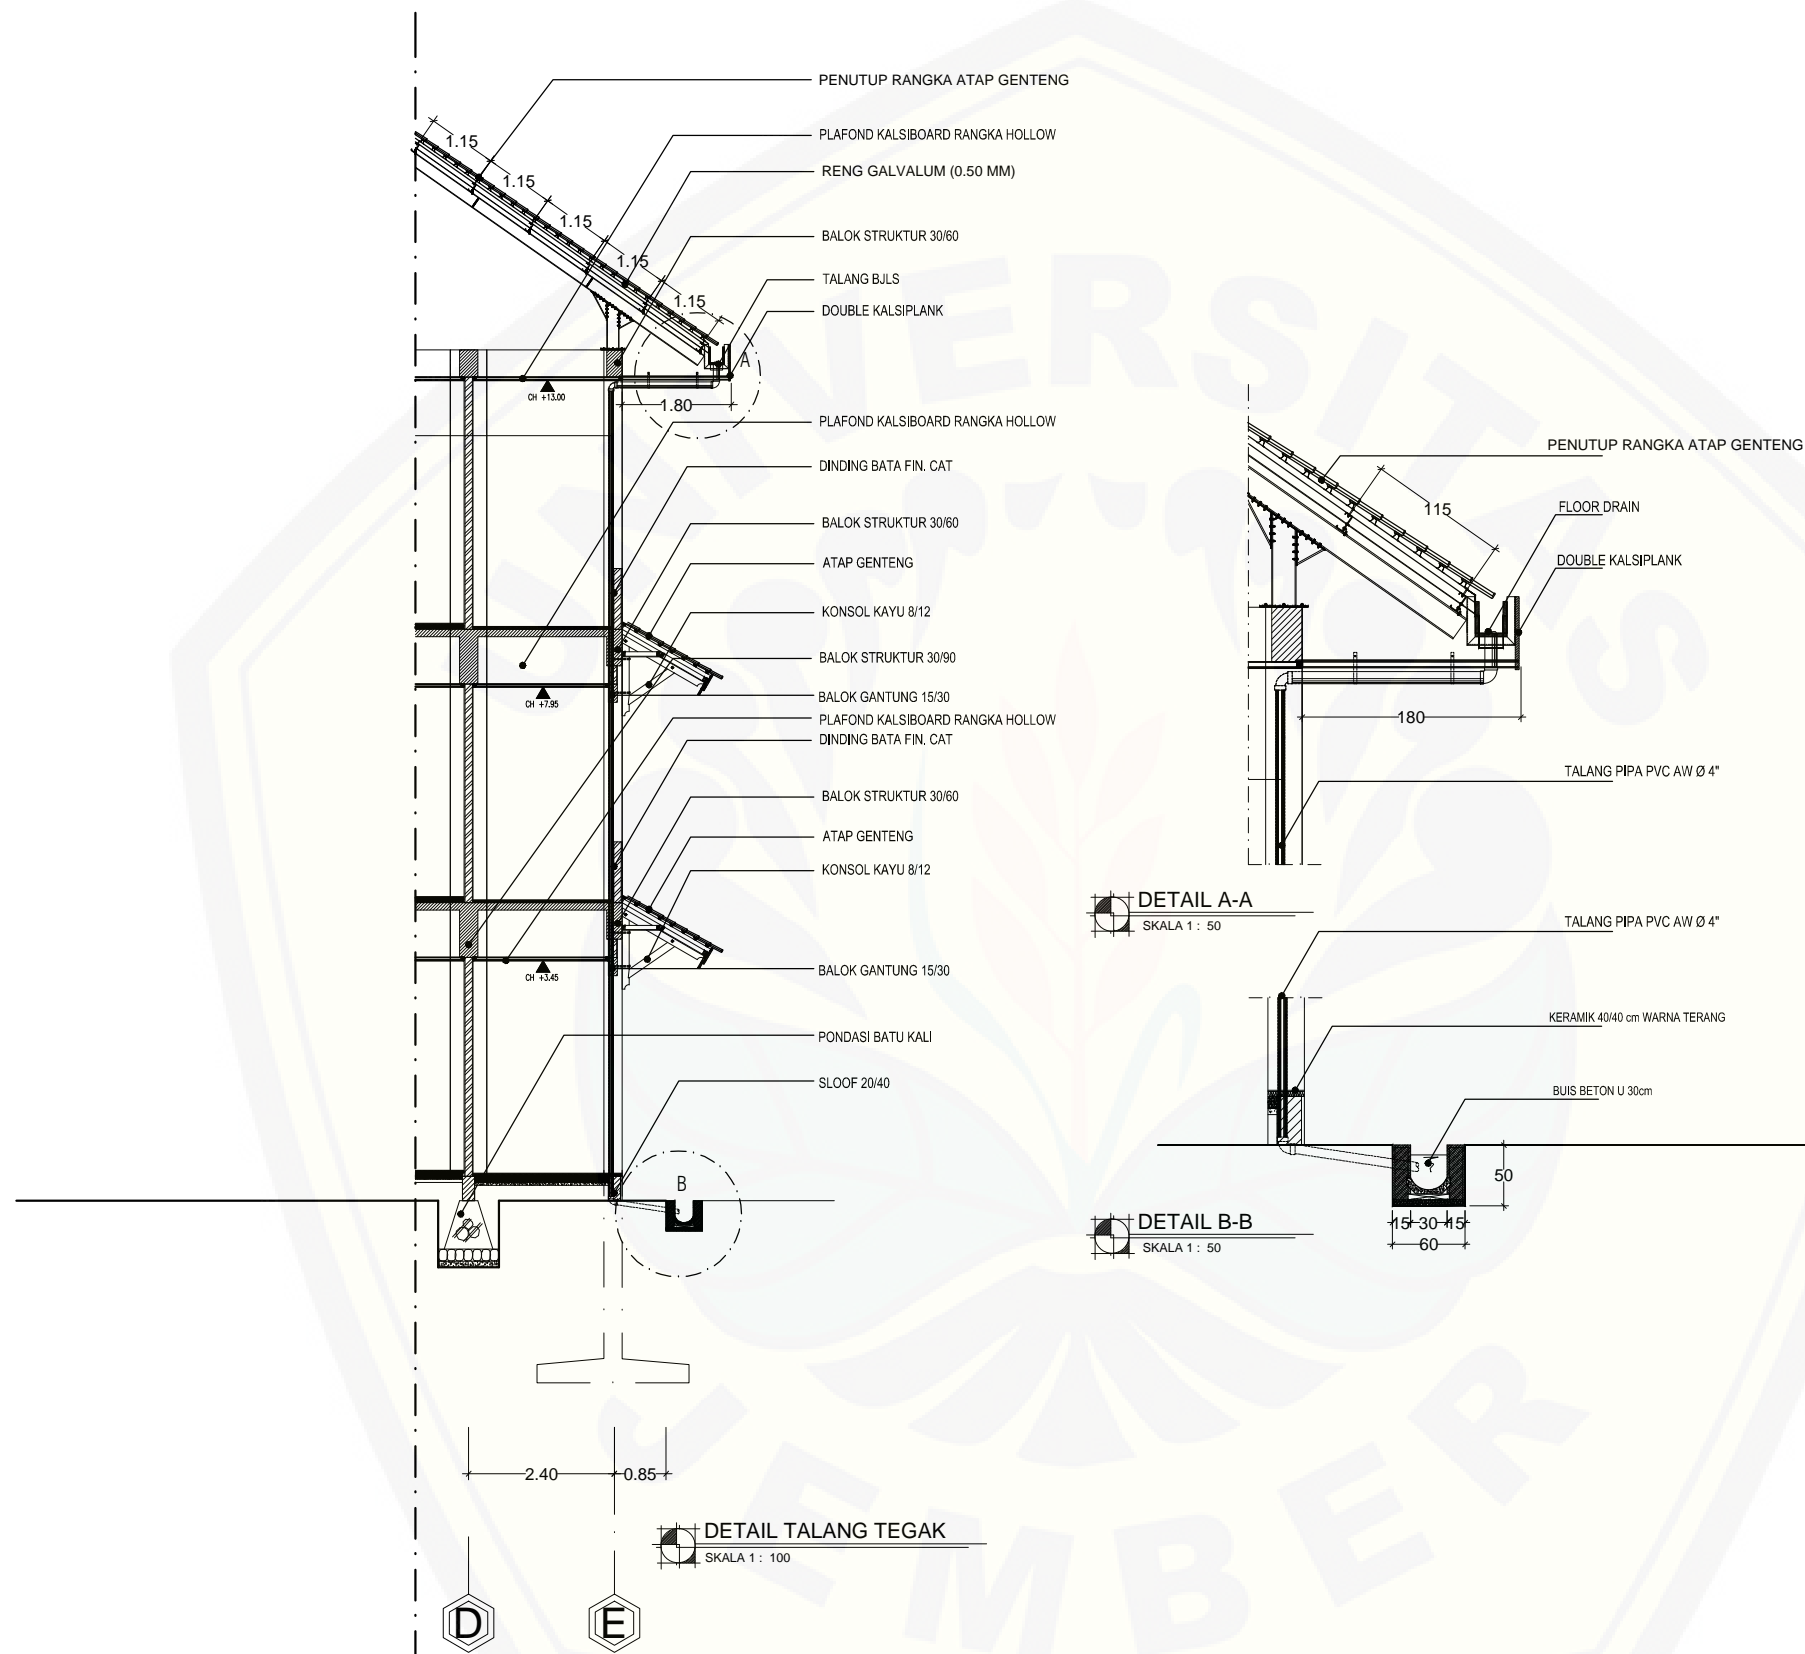 PENUTUP RANGKA ATAP GENTENG
PLAFOND KALSIBOARD RANGKA HOLLOW
RENG GALVALUM (0.50 MM)
BALOK STRUKTUR 30/60
TALANG BJLS
DOUBLE KALSIPLANK
1.15
1.15
1.15
1.15
1.15
A
CH +13.00
1.80
PLAFOND KALSIBOARD RANGKA HOLLOW
DINDING BATA FIN. CAT
BALOK STRUKTUR 30/60
ATAP GENTENG
KONSOL KAYU 8/12
BALOK STRUKTUR 30/90
BALOK GANTUNG 15/30
CH +7.95
PLAFOND KALSIBOARD RANGKA HOLLOW
DINDING BATA FIN. CAT
BALOK STRUKTUR 30/60
ATAP GENTENG
KONSOL KAYU 8/12
BALOK GANTUNG 15/30
CH +3.45
PONDASI BATU KALI
SLOOF 20/40
B
2.40
0.85
DETAIL TALANG TEGAK
SKALA 1 : 100
D
E
PENUTUP RANGKA ATAP GENTENG
115
FLOOR DRAIN
DOUBLE KALSIPLANK
180
TALANG PIPA PVC AW Ø 4"
DETAIL A-A
SKALA 1 : 50
TALANG PIPA PVC AW Ø 4"
KERAMIK 40/40 cm WARNA TERANG
BUIS BETON U 30cm
50
15 30 15
60
DETAIL B-B
SKALA 1 : 50
UNIVERSITAS
JEMBER